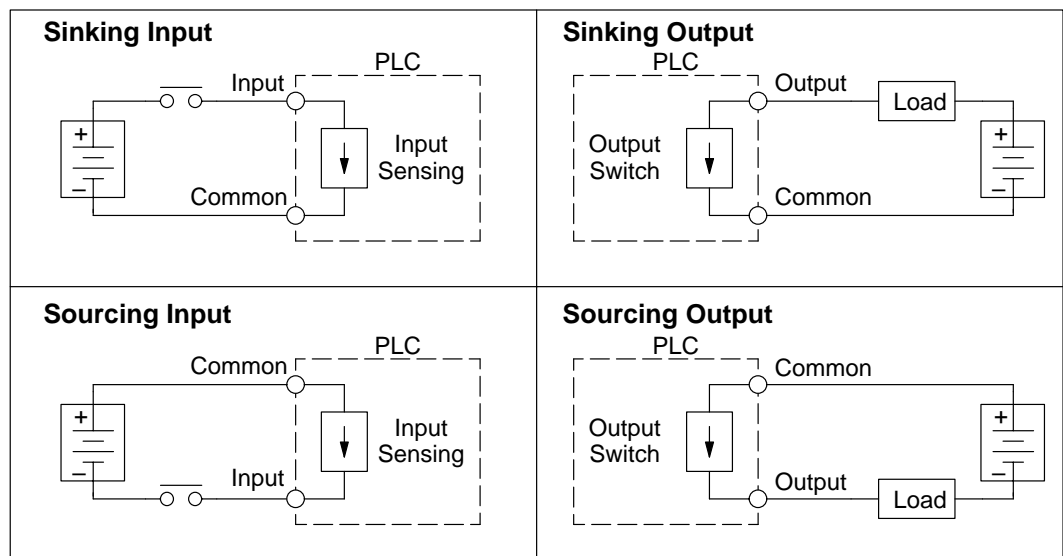 Sinking Input
PLC
Input
+
−
Input
Sensing
Common
Sinking Output
PLC
Output
Load
Output
Switch
+
−
Common
Sourcing Input
PLC
Common
+
−
Input
Sensing
Input
Sourcing Output
PLC
Common
Output
Switch
+
−
Output
Load